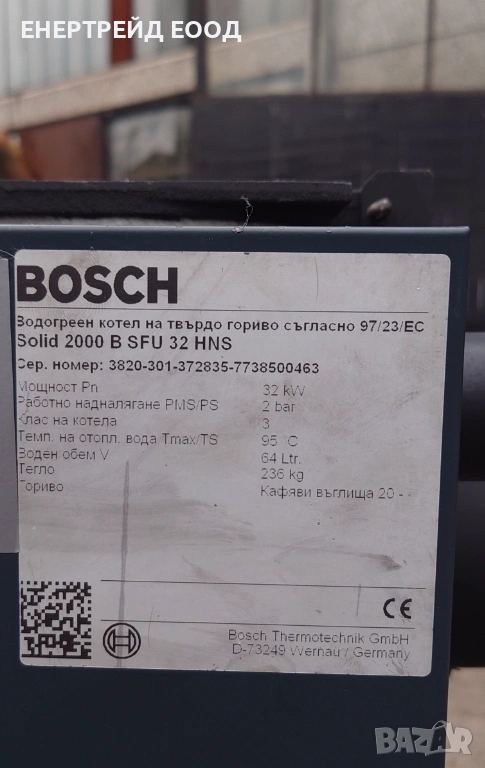 ЕНЕРТРЕЙД ЕООД
BOSCH
Водогреен котел на твърдо гориво съгласно 97/23/EC
Solid 2000 B SFU 32 HNS
Сер. номер: 3820-301-372835-7738500463
Мощност Pn 32 kW
Работно надналягане PMS/PS 2 bar
Клас на котела 3
Темп. на отопл. вода Tmax/TS 95 °C
Воден обем V 64 Ltr.
Тегло 236 kg
Гориво Кафяви въглища 20 -
CE
Bosch Thermotechnik GmbH
D-73249 Wernau / Germany
BAZAR